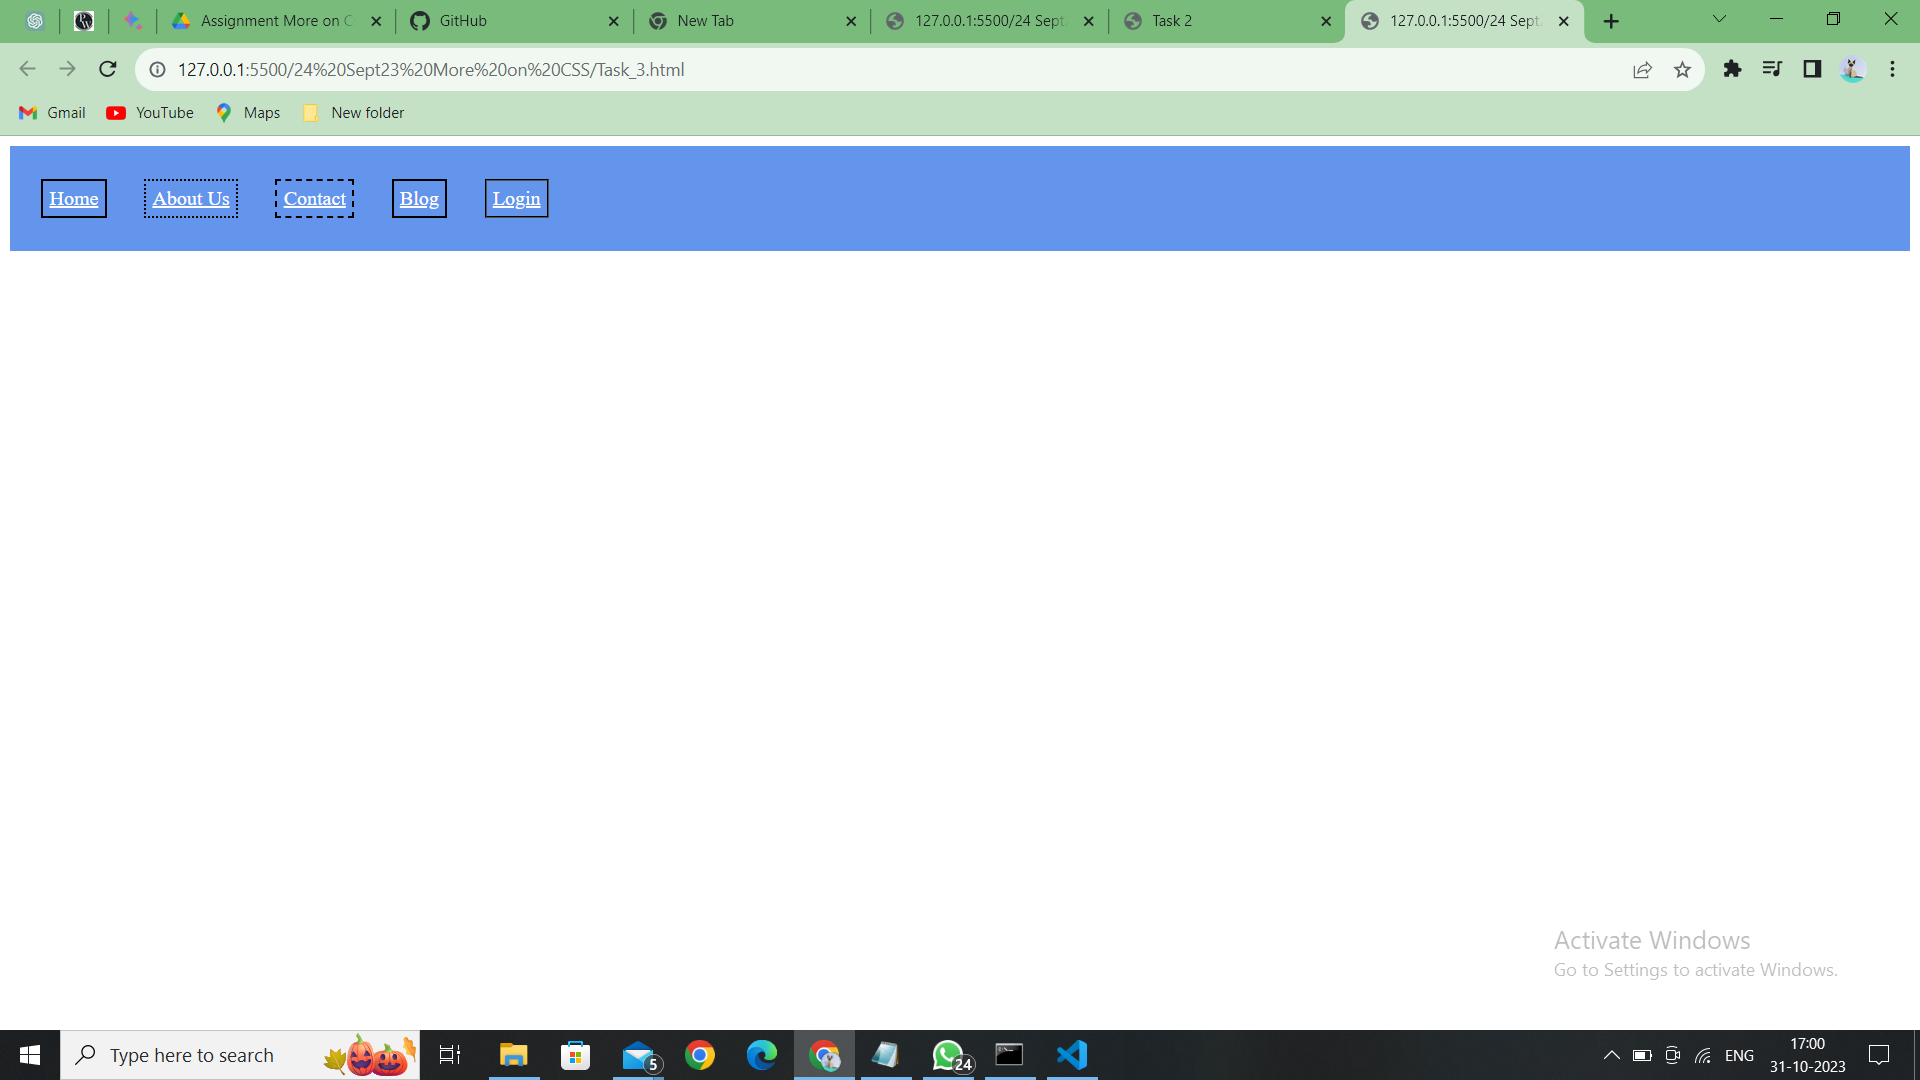 Assignment More on C
GitHub
New Tab
127.0.0.1:5500/24 Sept
Task 2
127.0.0.1:5500/24 Sept
127.0.0.1:5500/24%20Sept23%20More%20on%20CSS/Task_3.html
Gmail
YouTube
Maps
New folder
Home
About Us
Contact
Blog
Login
Activate Windows
Go to Settings to activate Windows.
Type here to search
5
24
ENG
17:00
31-10-2023